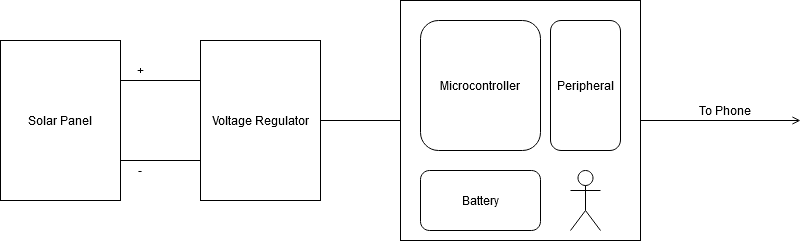 Solar Panel
+
-
Voltage Regulator
Microcontroller
Peripheral
Battery
To Phone